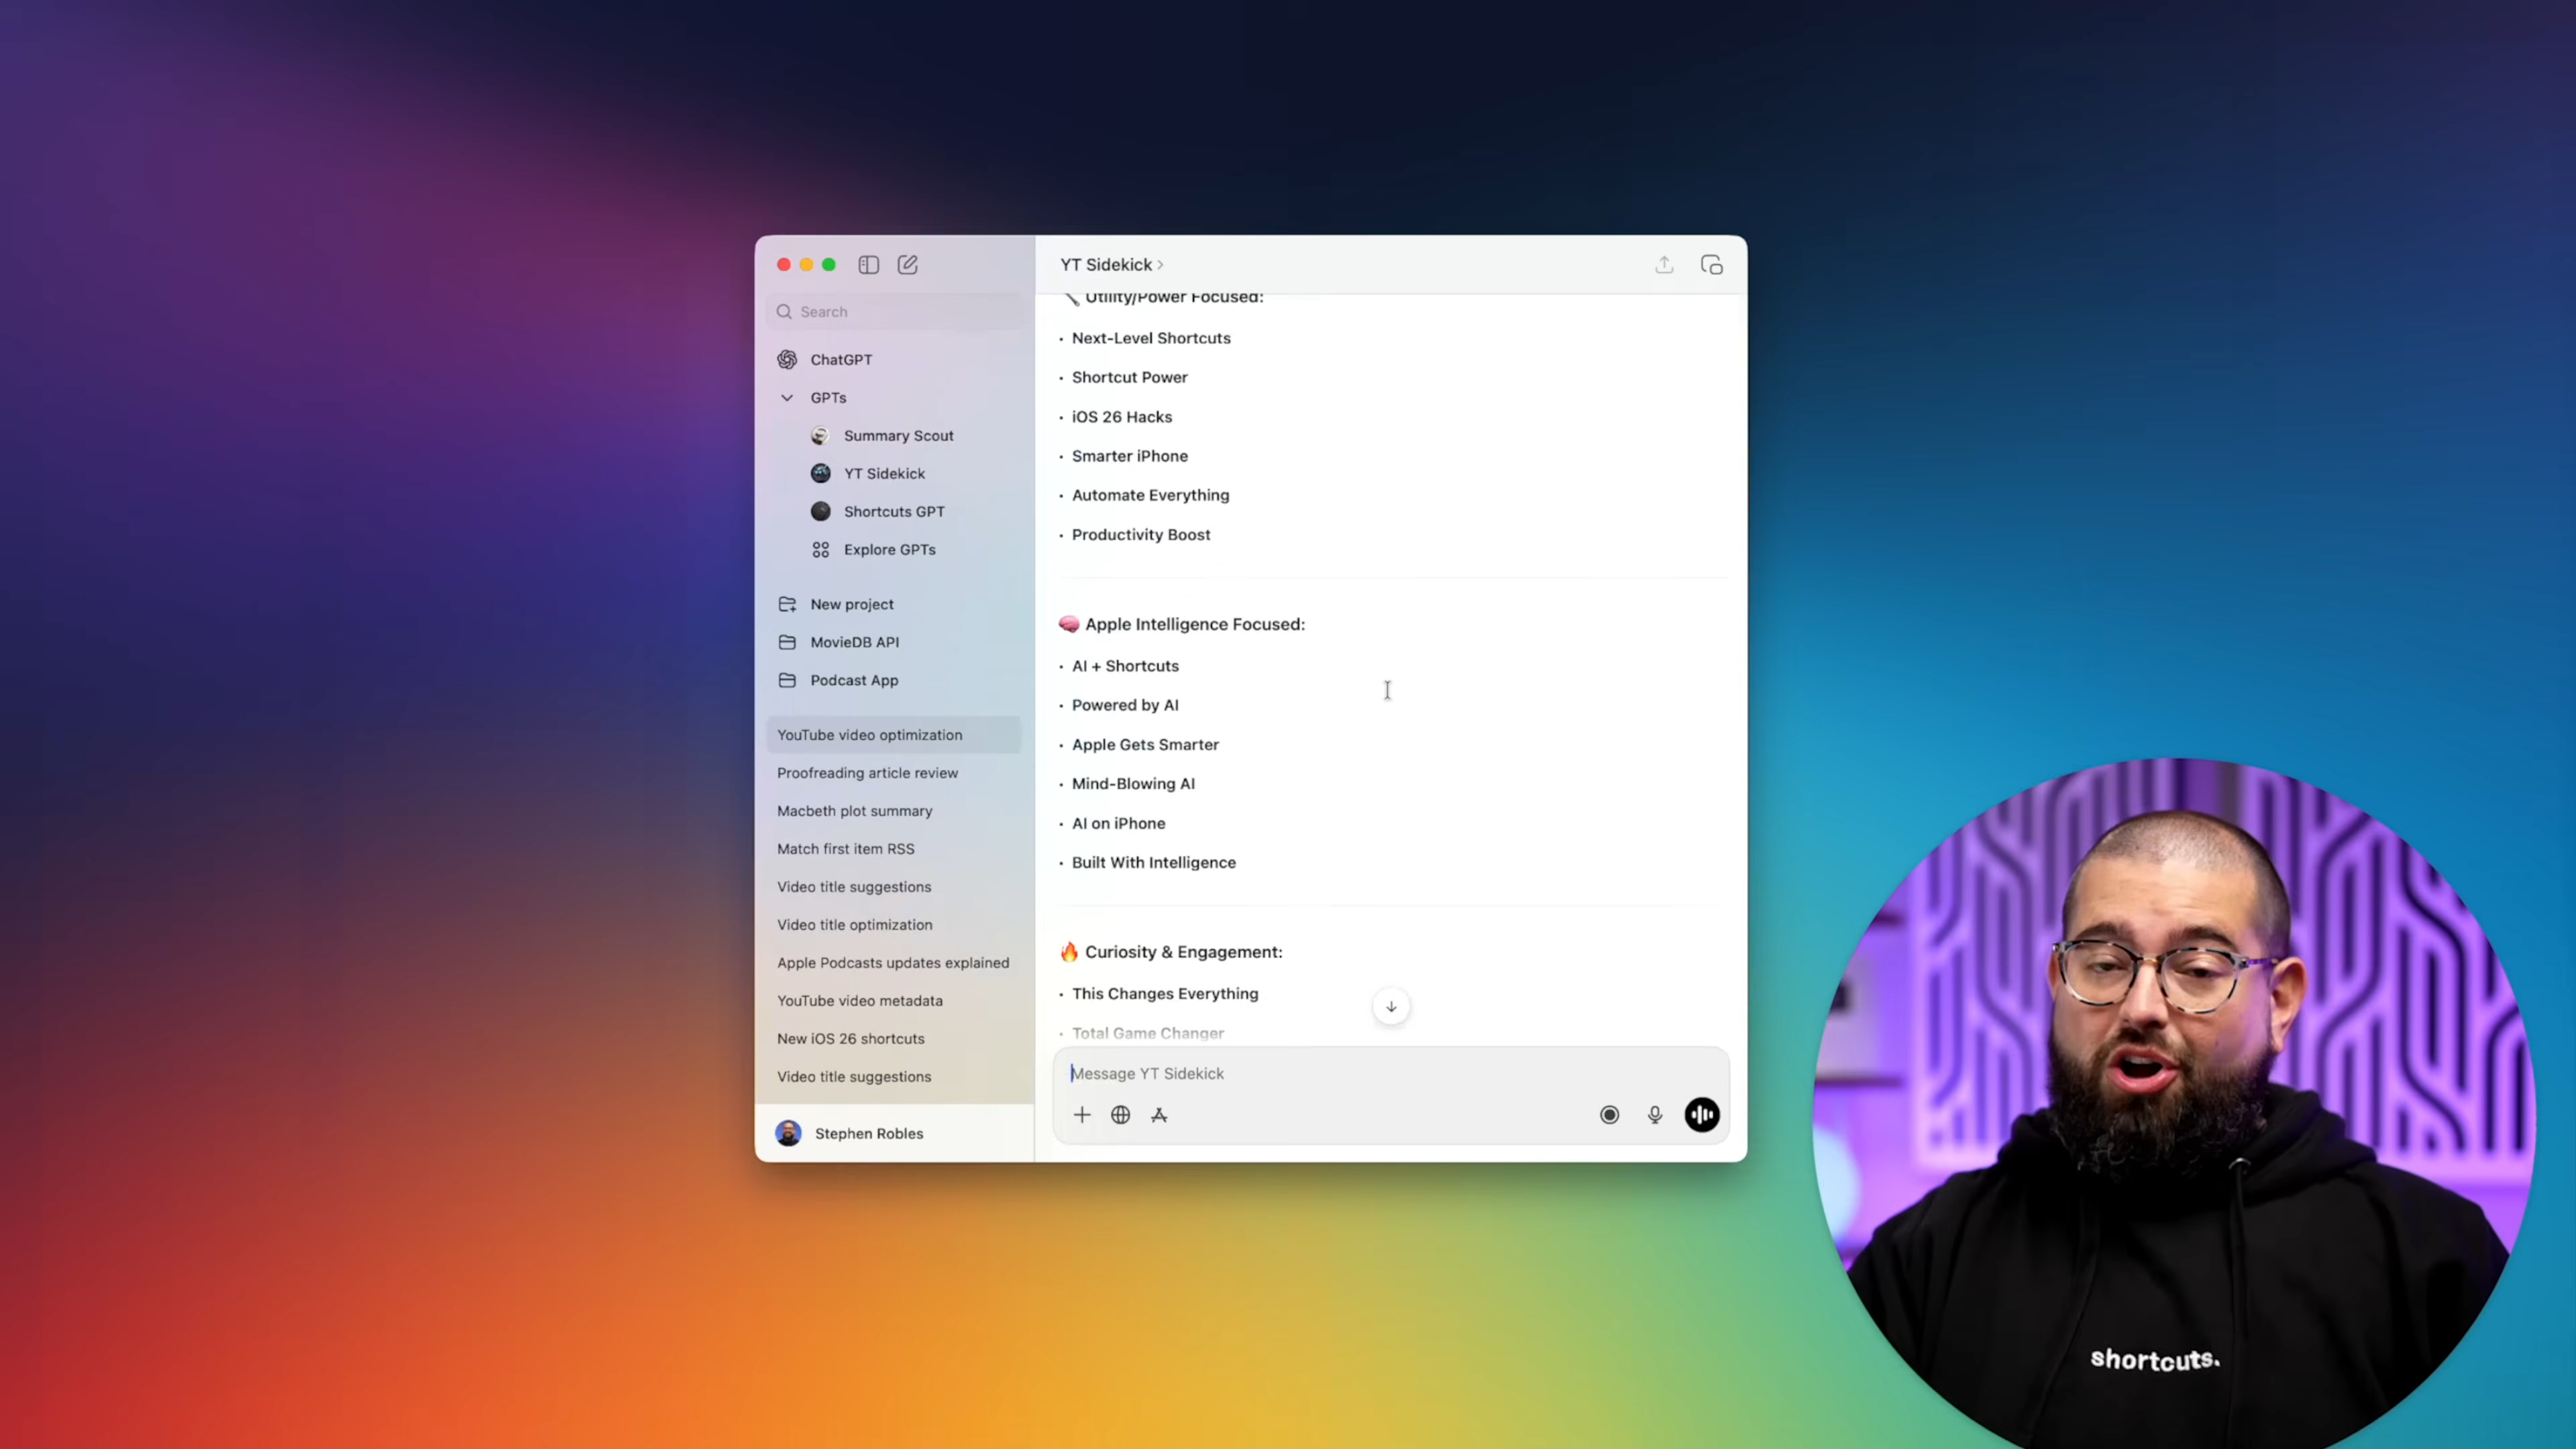 YT Sidekick
Search
ChatGPT
GPTs
Summary Scout
YT Sidekick
Shortcuts GPT
Explore GPTs
New project
MovieDB API
Podcast App
YouTube video optimization
Proofreading article review
Macbeth plot summary
Match first item RSS
Video title suggestions
Video title optimization
Apple Podcasts updates explained
YouTube video metadata
New iOS 26 shortcuts
Video title suggestions
Stephen Robles
Utility/Power Focused:
• Next-Level Shortcuts
• Shortcut Power
• iOS 26 Hacks
• Smarter iPhone
• Automate Everything
• Productivity Boost
🧠 Apple Intelligence Focused:
• AI + Shortcuts
• Powered by AI
• Apple Gets Smarter
• Mind-Blowing AI
• AI on iPhone
• Built With Intelligence
🔥 Curiosity & Engagement:
• This Changes Everything
• Total Game Changer
Message YT Sidekick
shortcuts.